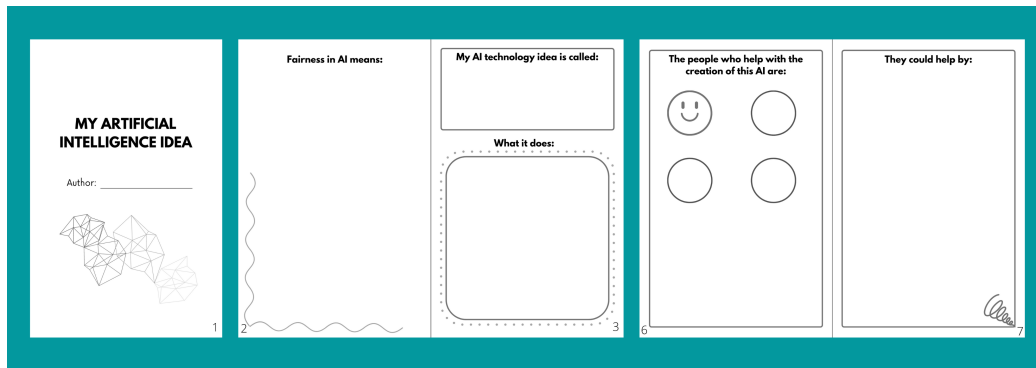 MY ARTIFICIAL
INTELLIGENCE IDEA
Author:
1
Fairness in AI means:
2
My AI technology idea is called:
What it does:
3
The people who help with the
creation of this AI are:
6
They could help by:
7